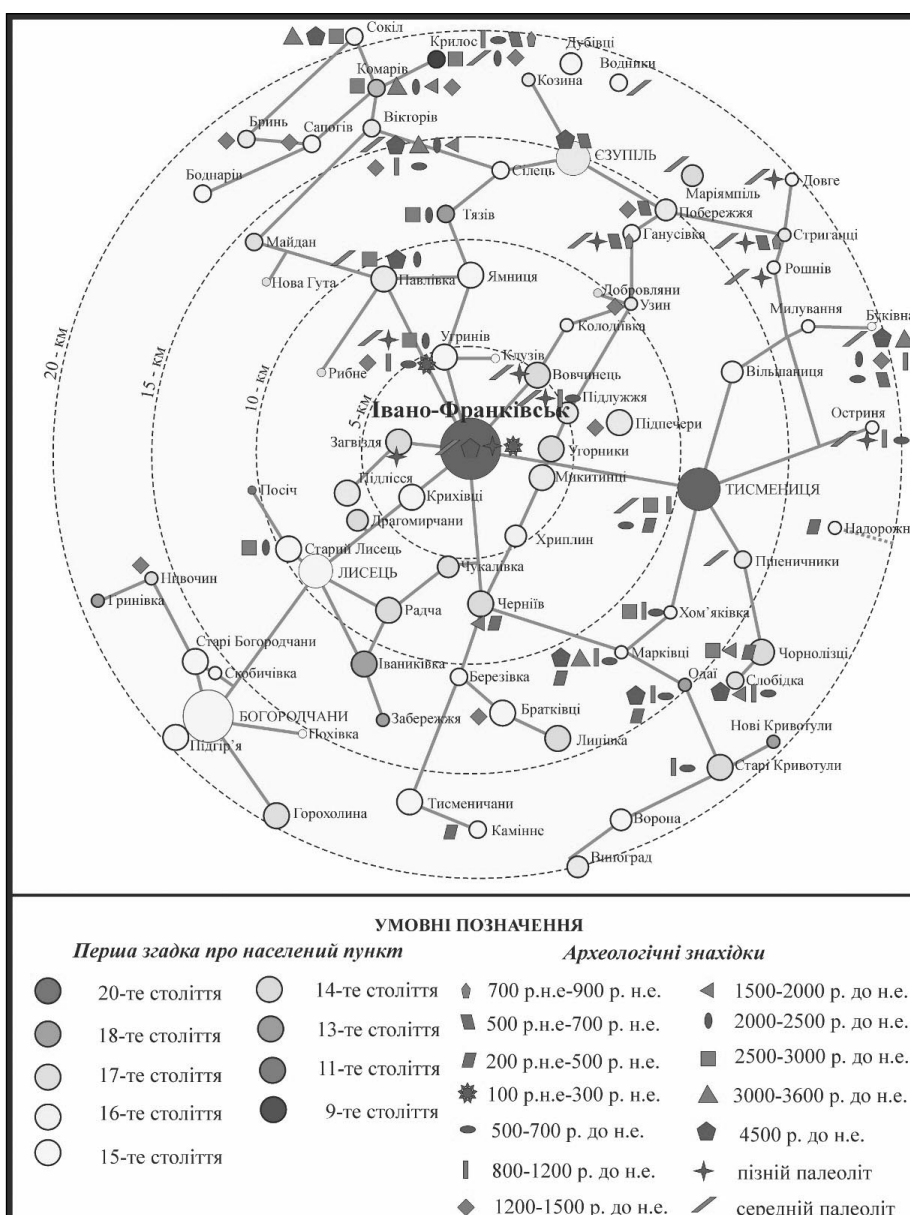 Сокіл
Крилос
Дубівці
Водники
Козина
Комарів
Вікторів
Бринь
Сапогів
Боднарів
Сілець
ЄЗУПІЛЬ
Маріямпіль
Довге
Тязів
Побережжя
Ганусівка
Стриганці
Майдан
Рошнів
Нова Гута
Павлівка
Ямниця
Добровляни
Узин
Милування
Буківна
Колодіївка
Угринів
Клузів
Рибне
Вовчинець
Вільшаниця
20 - км
15 - км
10 - км
5- км
Івано-Франківськ
Підлужжя
Підпечери
Остриня
Загвіздя
Угорники
Микитинці
Підлісся
Крихівці
ТИСМЕНИЦЯ
Посіч
Драгомирчани
Надорожн
Старий Лисець
Хриплин
ЛИСЕЦЬ
Чукалівка
Пшеничники
Нивочин
Гринівка
Радча
Черніїв
Хом'яківка
Старі Богородчани
Марківці
Чорнолізці
Скобичівка
Іваниківка
Березівка
Одаї
Слобідка
БОГОРОДЧАНИ
Забережжя
Братківці
Похівка
Липівка
Нові Кривотули
Підгір'я
Старі Кривотули
Горохолина
Тисменичани
Камінне
Ворона
Виноград
УМОВНІ ПОЗНАЧЕННЯ
Перша згадка про населений пункт
20-те століття
18-те століття
17-те століття
16-те століття
15-те століття
14-те століття
13-те століття
11-те століття
9-те століття
Археологічні знахідки
700 р.н.е-900 р. н.е.
500 р.н.е-700 р. н.е.
200 р.н.е-500 р. н.е.
100 р.н.е-300 р. н.е.
500-700 р. до н.е.
800-1200 р. до н.е.
1200-1500 р. до н.е.
1500-2000 р. до н.е.
2000-2500 р. до н.е.
2500-3000 р. до н.е.
3000-3600 р. до н.е.
4500 р. до н.е.
пізній палеоліт
середній палеоліт